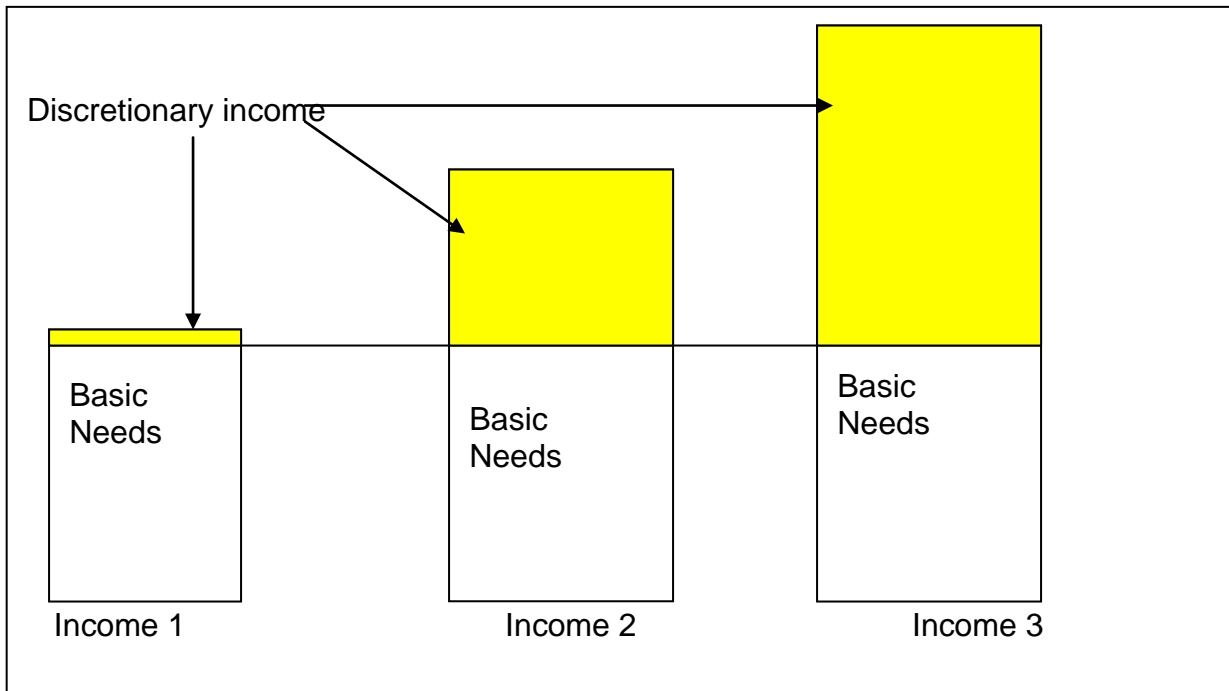 Discretionary income
Basic
Needs
Basic
Needs
Basic
Needs
Income 1
Income 2
Income 3